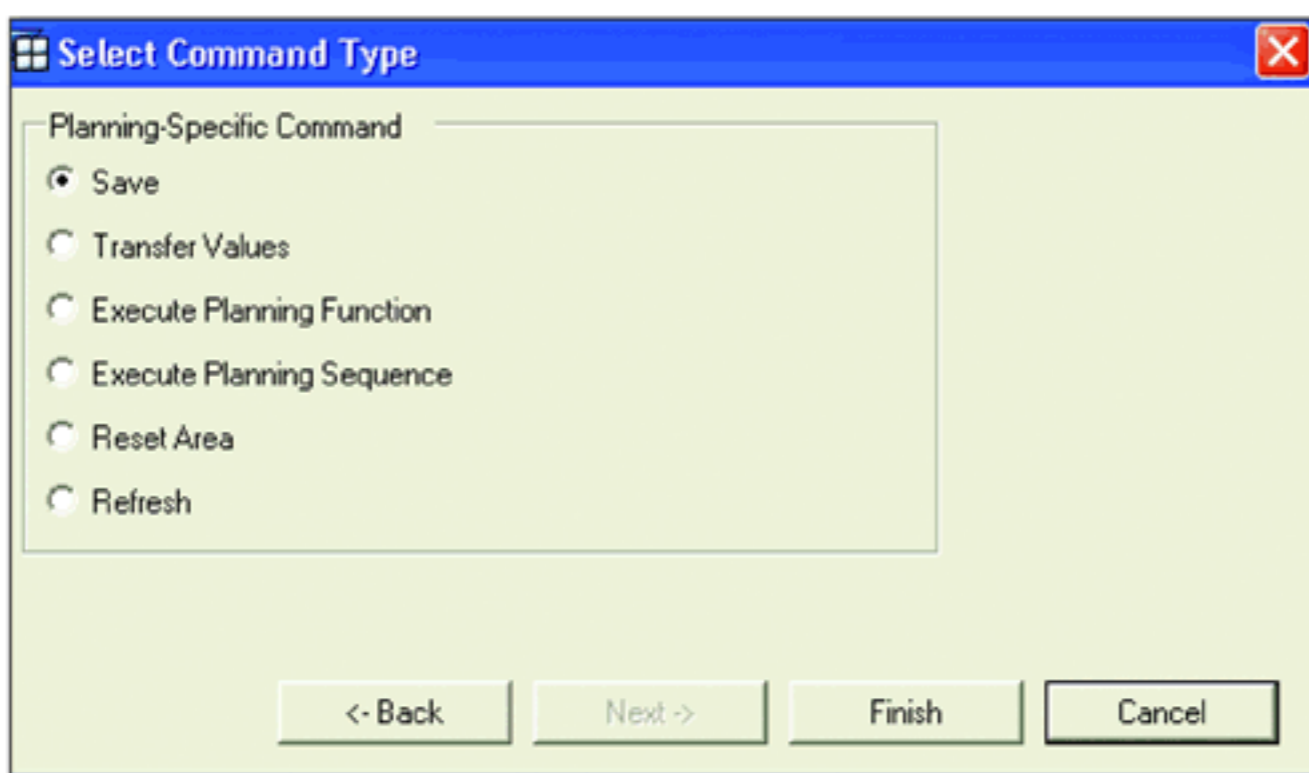 Select Command Type
Planning-Specific Command
Save
Transfer Values
Execute Planning Function
Execute Planning Sequence
Reset Area
Refresh
<- Back
Next ->
Finish
Cancel